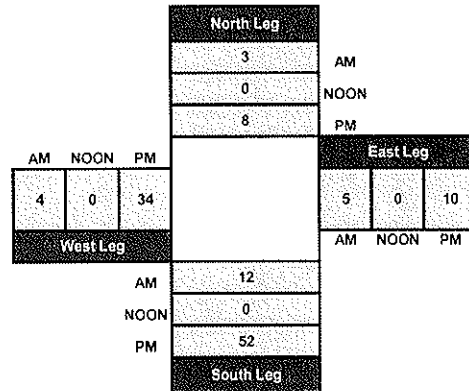 North Leg
3 AM
0 NOON
8 PM
AM NOON PM
East Leg
4 0 34
5 0 10
West Leg
AM NOON PM
AM 12
NOON 0
PM 52
South Leg